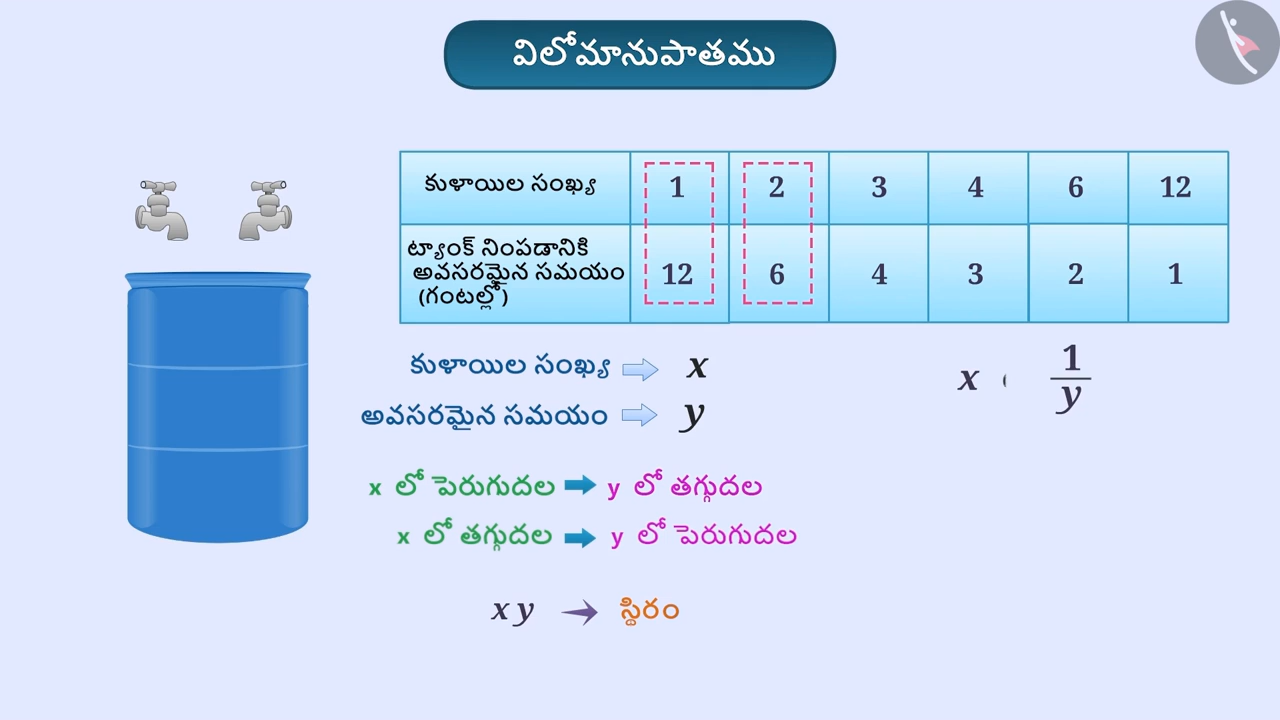 విలోమానుపాతము
కుళాయిల సంఖ్య 1 2 3 4 6 12
ట్యాంక్ నింపడానికి
అవసరమైన సమయం
(గంటల్లో)
12 6 4 3 2 1
కుళాయిల సంఖ్య x
అవసరమైన సమయం y
x 1/y
x లో పెరుగుదల y లో తగ్గుదల
x లో తగ్గుదల y లో పెరుగుదల
x y → స్థిరం